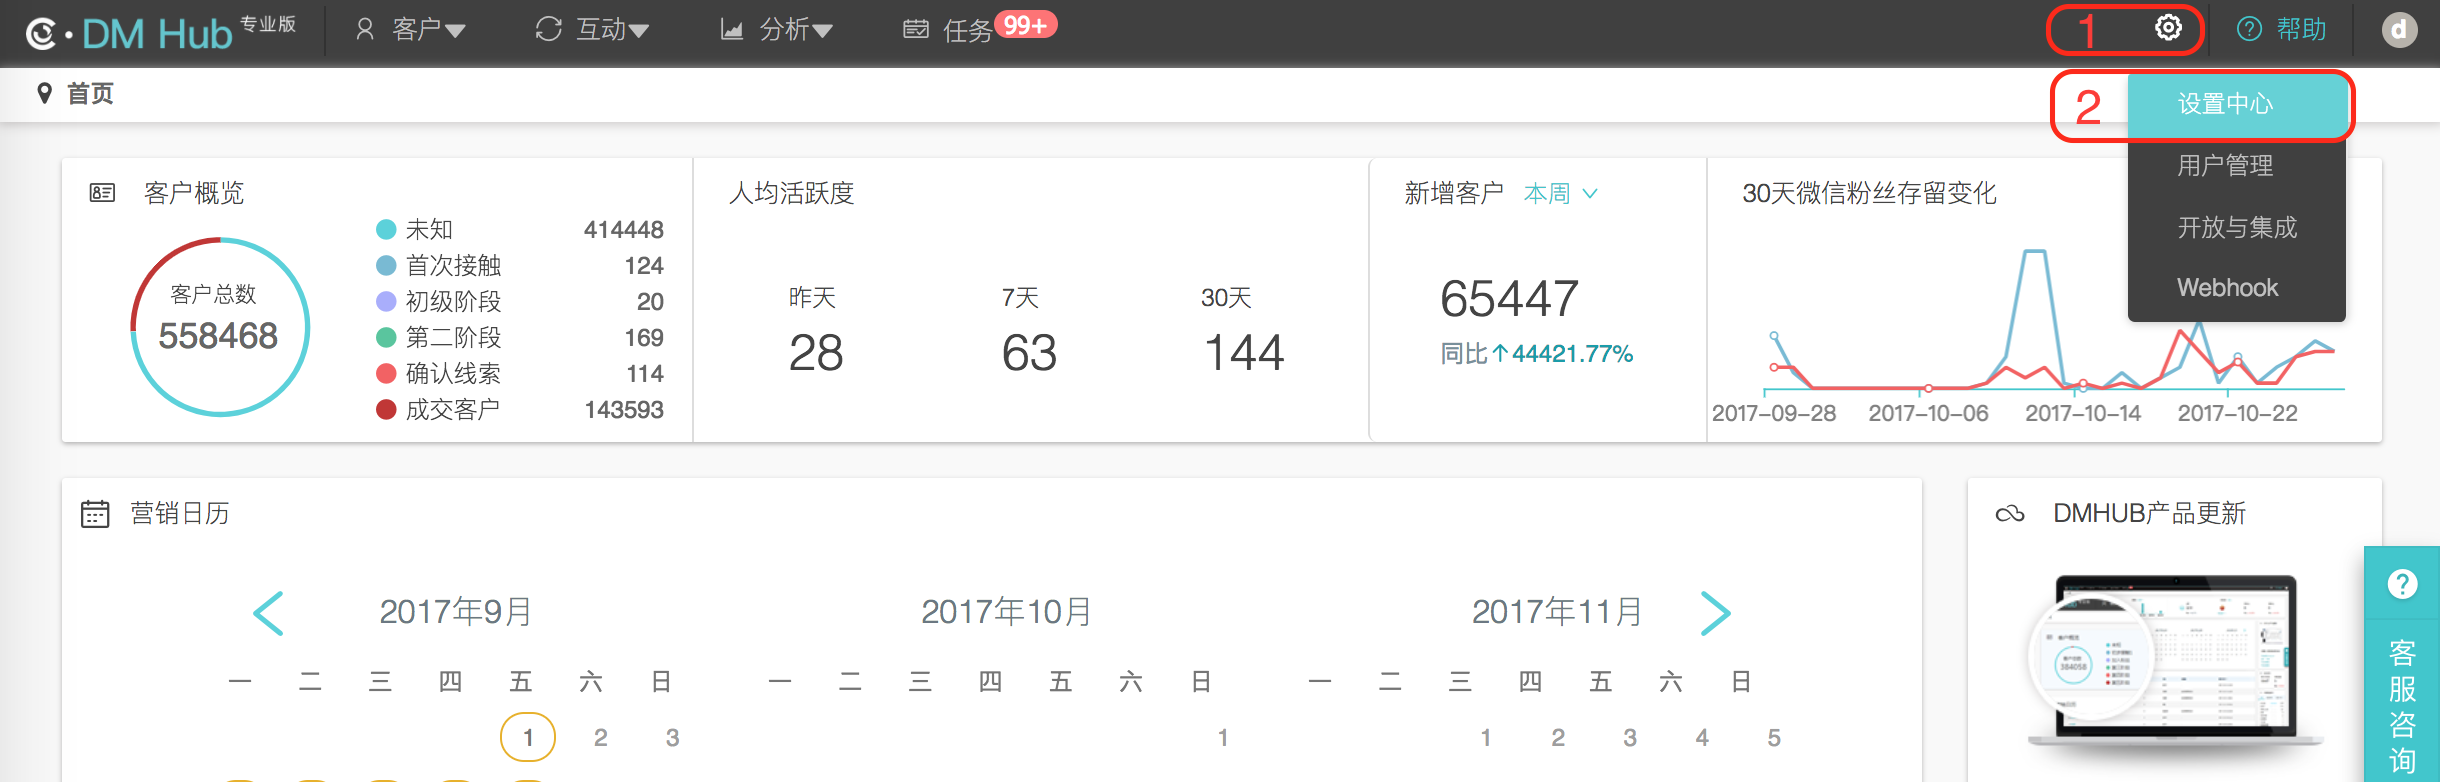 DM Hub 专业版 客户 互动 分析 任务 99+ 1 帮助 d
首页
2 设置中心
用户管理
开放与集成
Webhook
客户概览
客户总数
558468
未知 414448
首次接触 124
初级阶段 20
第二阶段 169
确认线索 114
成交客户 143593
人均活跃度
昨天 7天 30天
28 63 144
新增客户 本周
65447
同比↑44421.77%
30天微信粉丝存留变化
2017-09-28 2017-10-06 2017-10-14 2017-10-22
营销日历
2017年9月 2017年10月 2017年11月
一 二 三 四 五 六 日 一 二 三 四 五 六 日 一 二 三 四 五 六 日
1 2 3 1 1 2 3 4 5
DMHUB产品更新
客户总数
384058
?
客服咨询